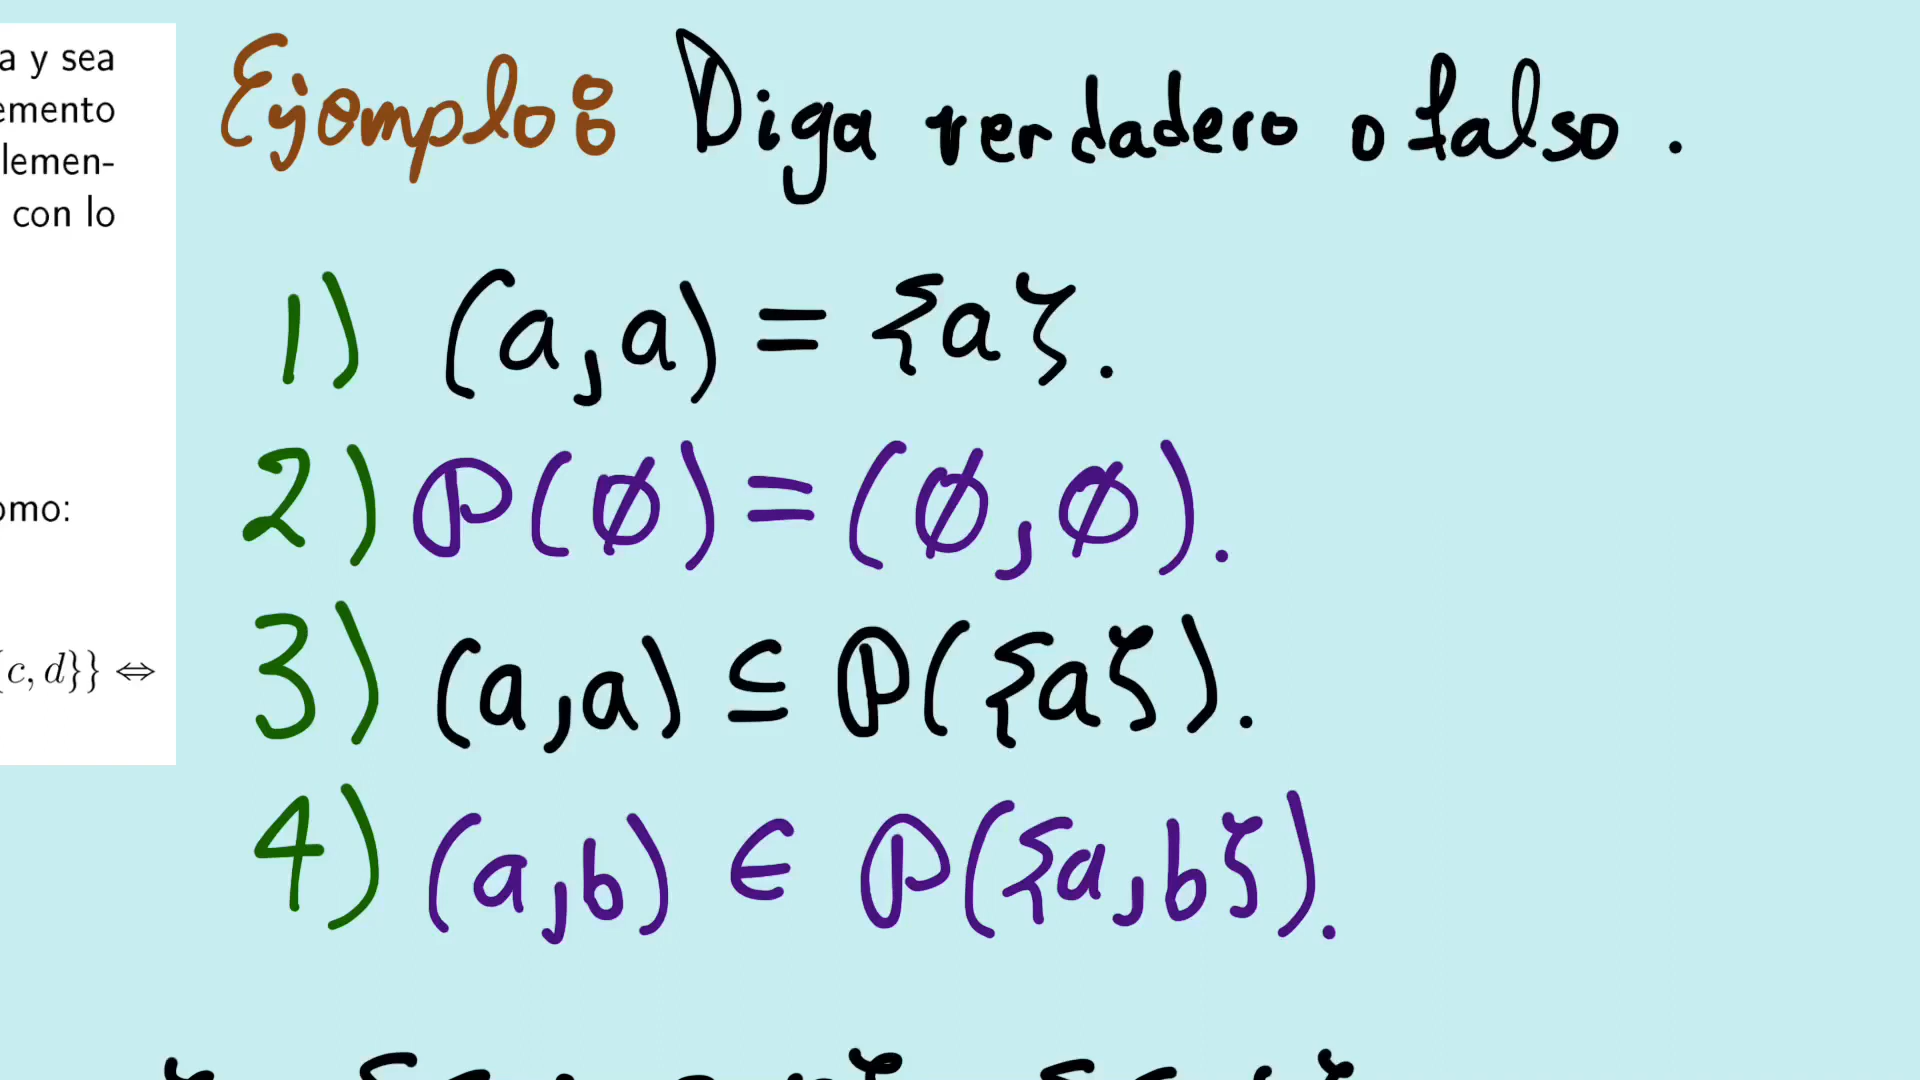 a y sea
emento
lemen-
con lo
omo:
{c, d}} ⇔
Ejemplo: Diga verdadero o falso.
1) (a,a) = {a}.
2) P(∅) = (∅,∅).
3) (a,a) ⊆ P({a}).
4) (a,b) ∈ P({a,b}).